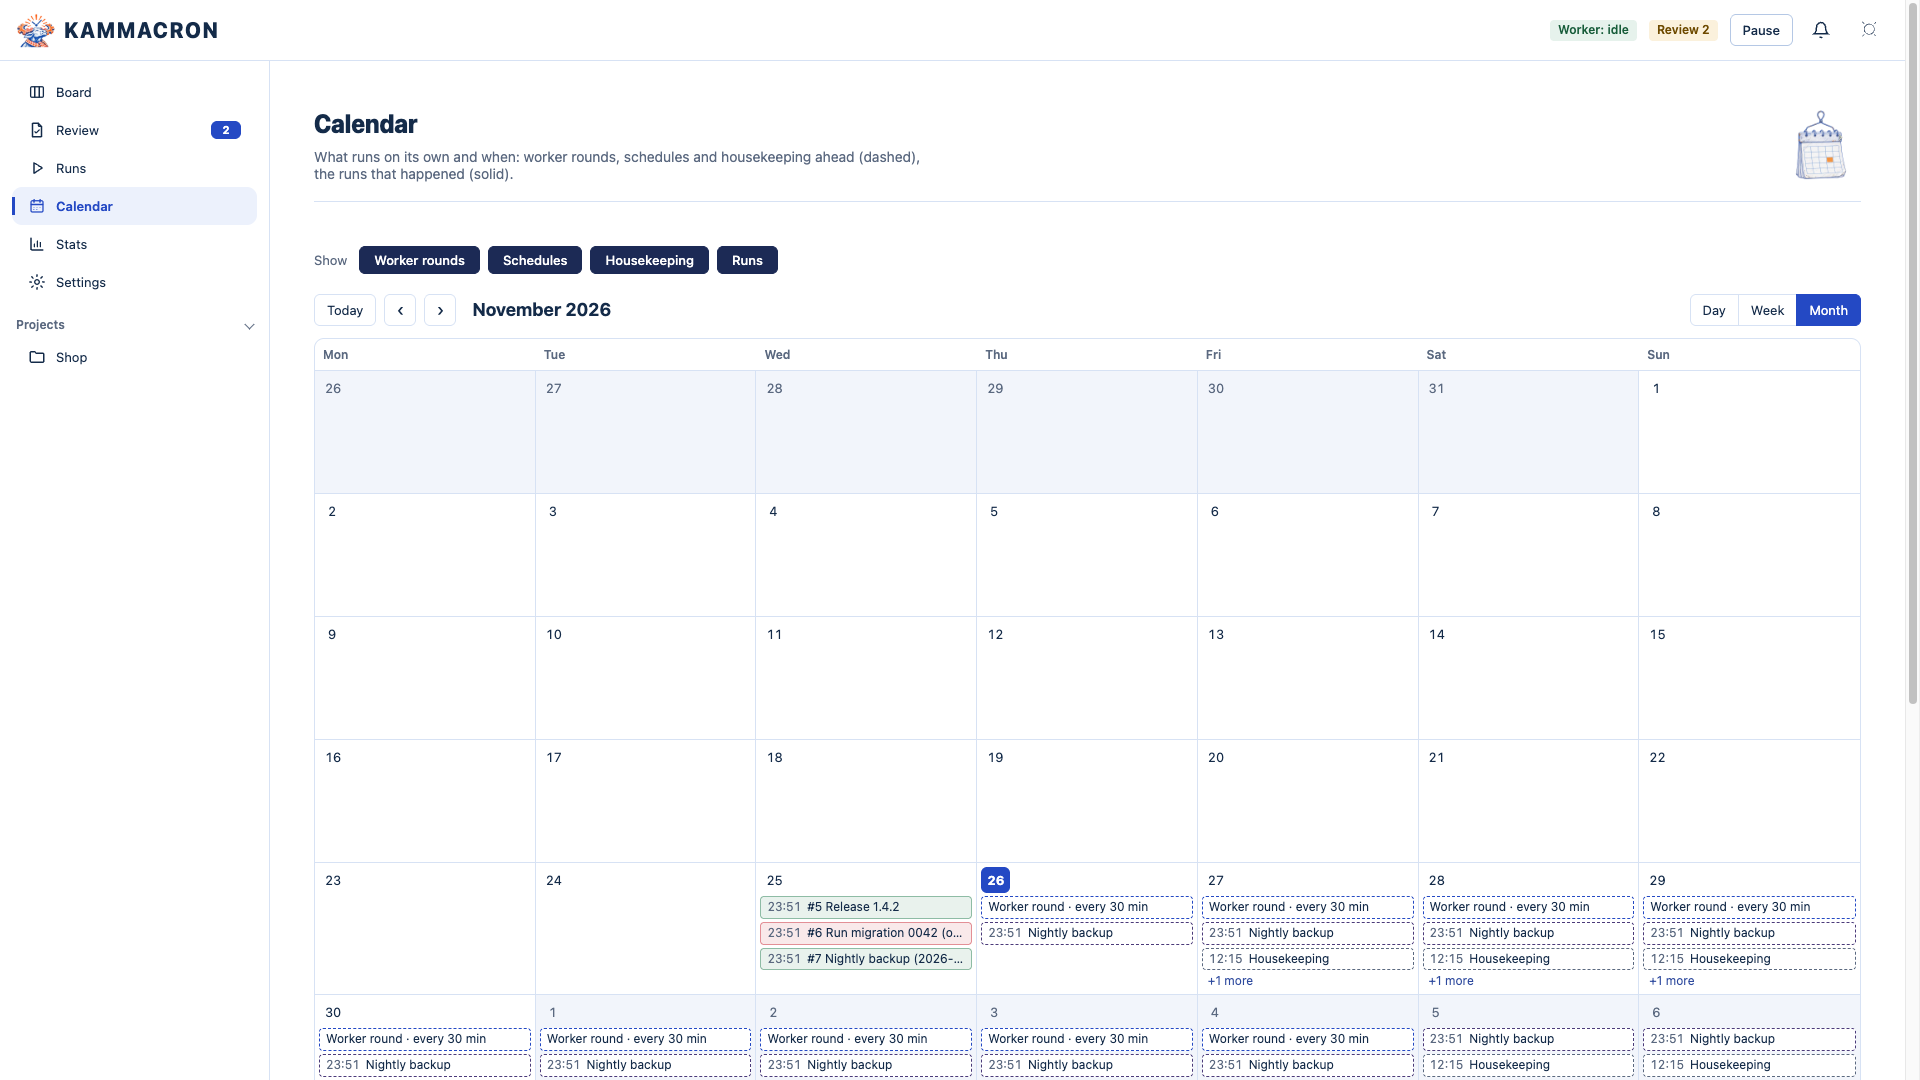 KAMMACRON
Worker: idle
Review 2
Pause
Board
Review
2
Runs
Calendar
Stats
Settings
Projects
Shop
Calendar
What runs on its own and when: worker rounds, schedules and housekeeping ahead (dashed),
the runs that happened (solid).
Show
Worker rounds
Schedules
Housekeeping
Runs
Today
‹
›
November 2026
Day
Week
Month
Mon Tue Wed Thu Fri Sat Sun
26 27 28 29 30 31 1
2 3 4 5 6 7 8
9 10 11 12 13 14 15
16 17 18 19 20 21 22
23
24
25
23:51 #5 Release 1.4.2
23:51 #6 Run migration 0042 (o...
23:51 #7 Nightly backup (2026-...
26
Worker round · every 30 min
23:51 Nightly backup
27
Worker round · every 30 min
23:51 Nightly backup
12:15 Housekeeping
+1 more
28
Worker round · every 30 min
23:51 Nightly backup
12:15 Housekeeping
+1 more
29
Worker round · every 30 min
23:51 Nightly backup
12:15 Housekeeping
+1 more
30
Worker round · every 30 min
23:51 Nightly backup
1
Worker round · every 30 min
23:51 Nightly backup
2
Worker round · every 30 min
23:51 Nightly backup
3
Worker round · every 30 min
23:51 Nightly backup
4
Worker round · every 30 min
23:51 Nightly backup
5
23:51 Nightly backup
12:15 Housekeeping
6
23:51 Nightly backup
12:15 Housekeeping